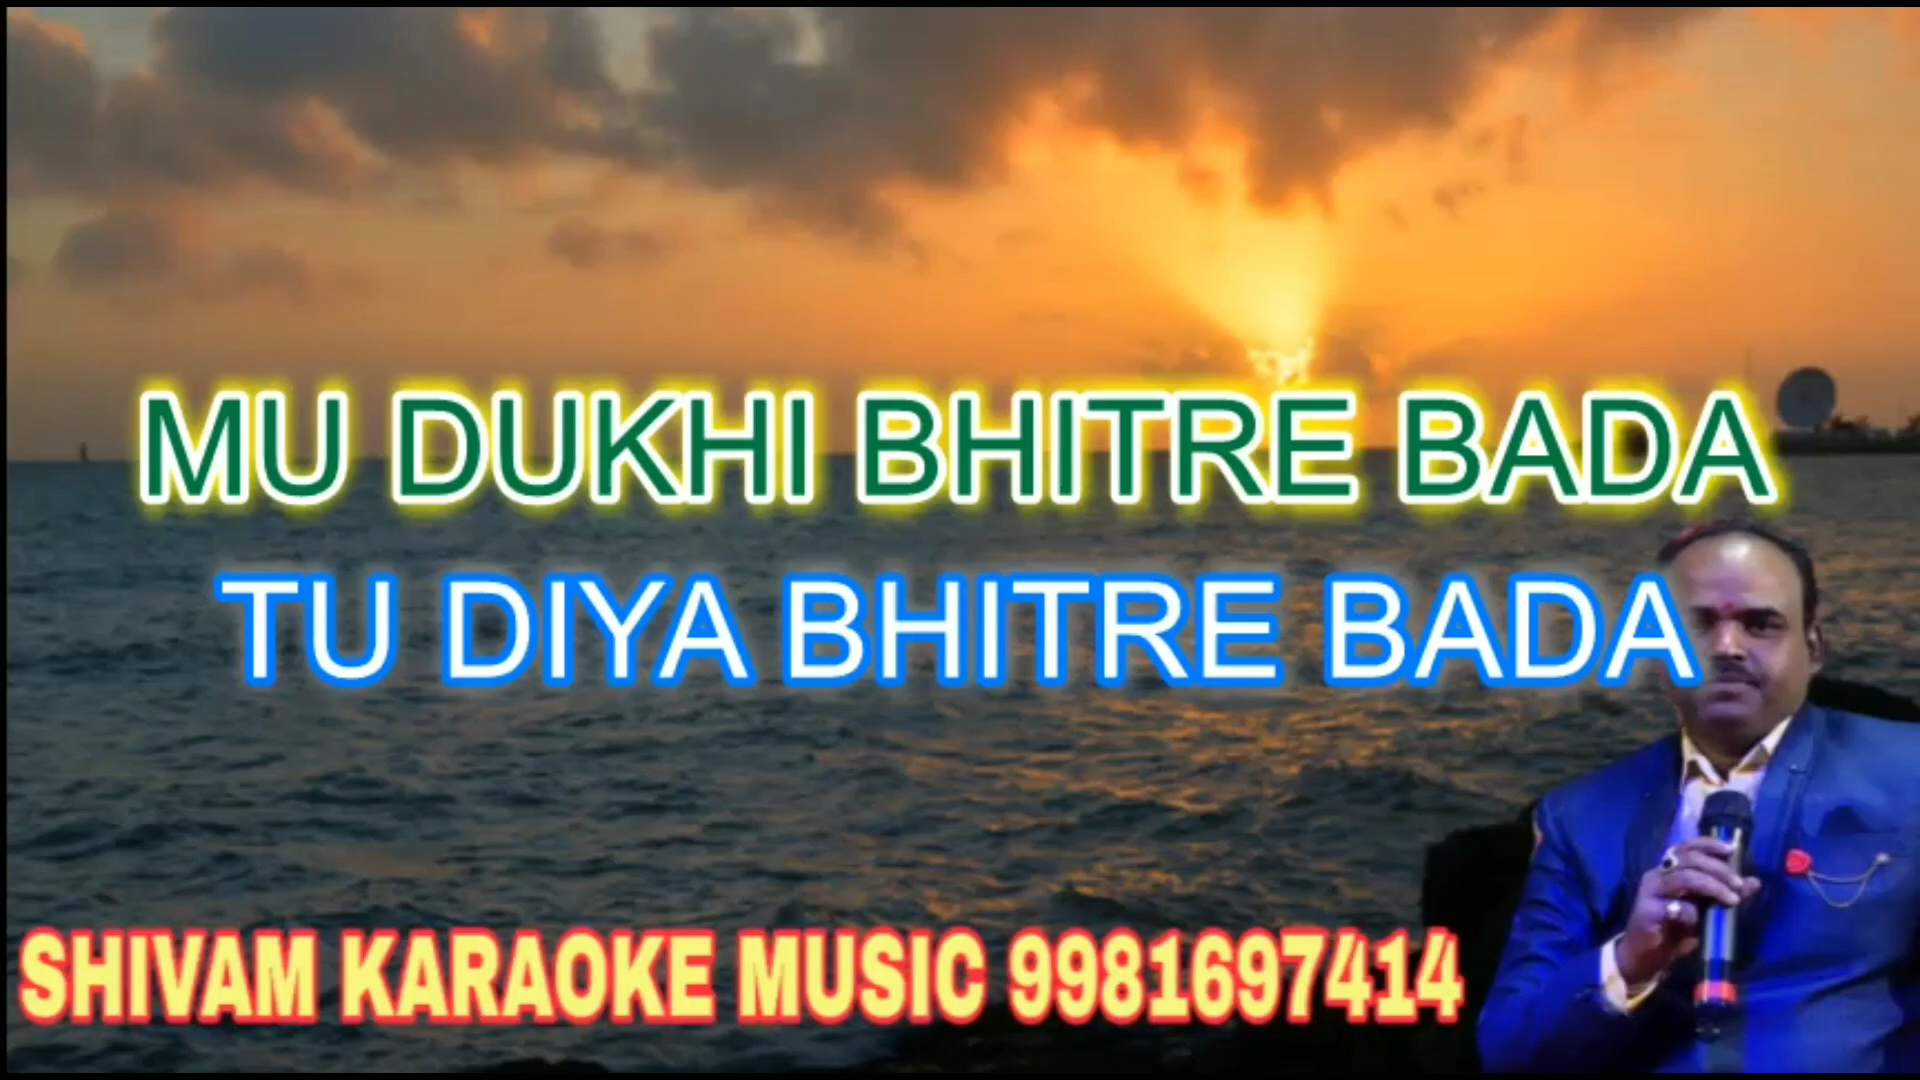 MU DUKHI BHITRE BADA
TU DIYA BHITRE BADA
SHIVAM KARAOKE MUSIC 9981697414